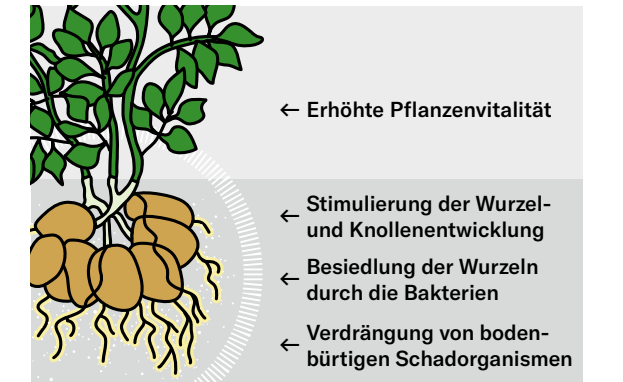 ← Erhöhte Pflanzenvitalität
← Stimulierung der Wurzel-
und Knollenentwicklung
← Besiedlung der Wurzeln
durch die Bakterien
← Verdrängung von boden-
bürtigen Schadorganismen